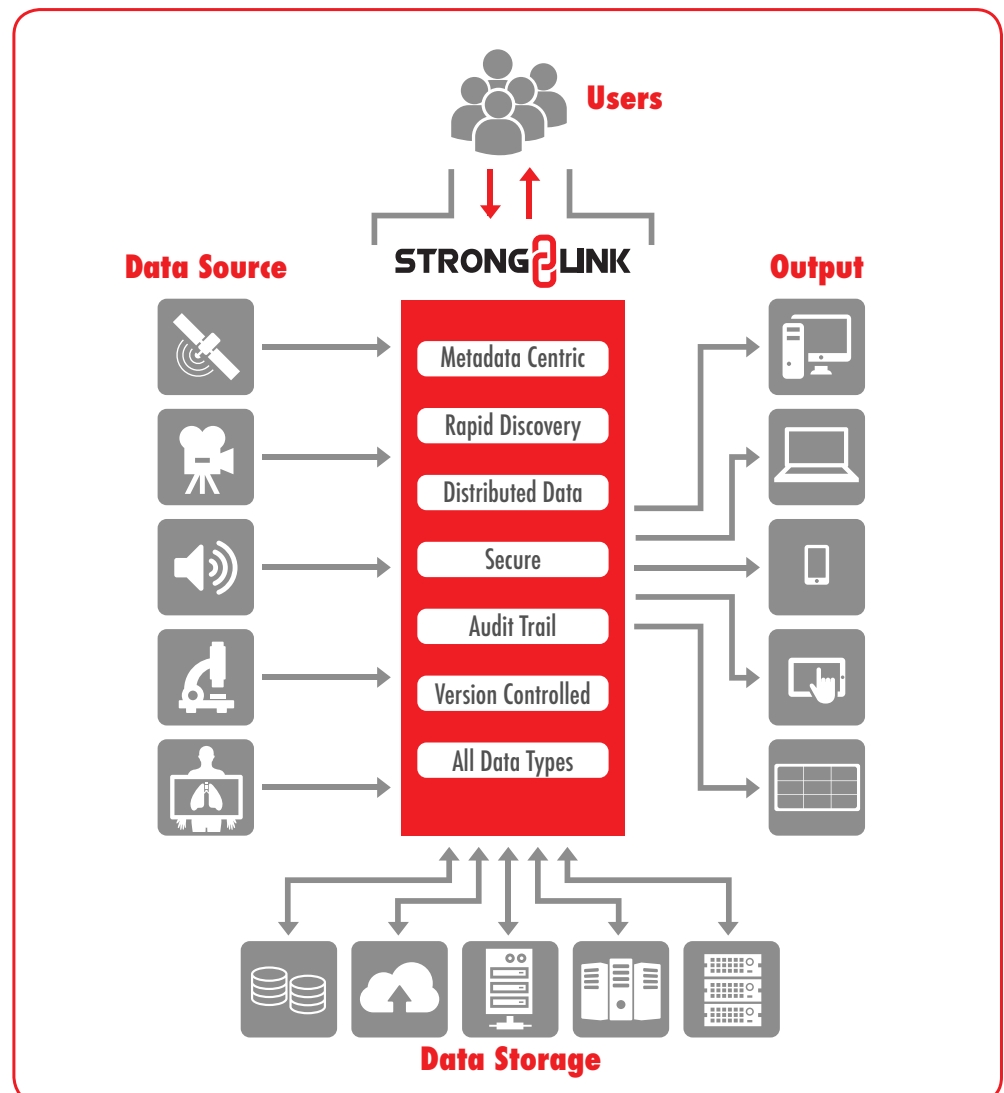 Users
STRONGLINK
Data Source
Output
Metadata Centric
Rapid Discovery
Distributed Data
Secure
Audit Trail
Version Controlled
All Data Types
Data Storage